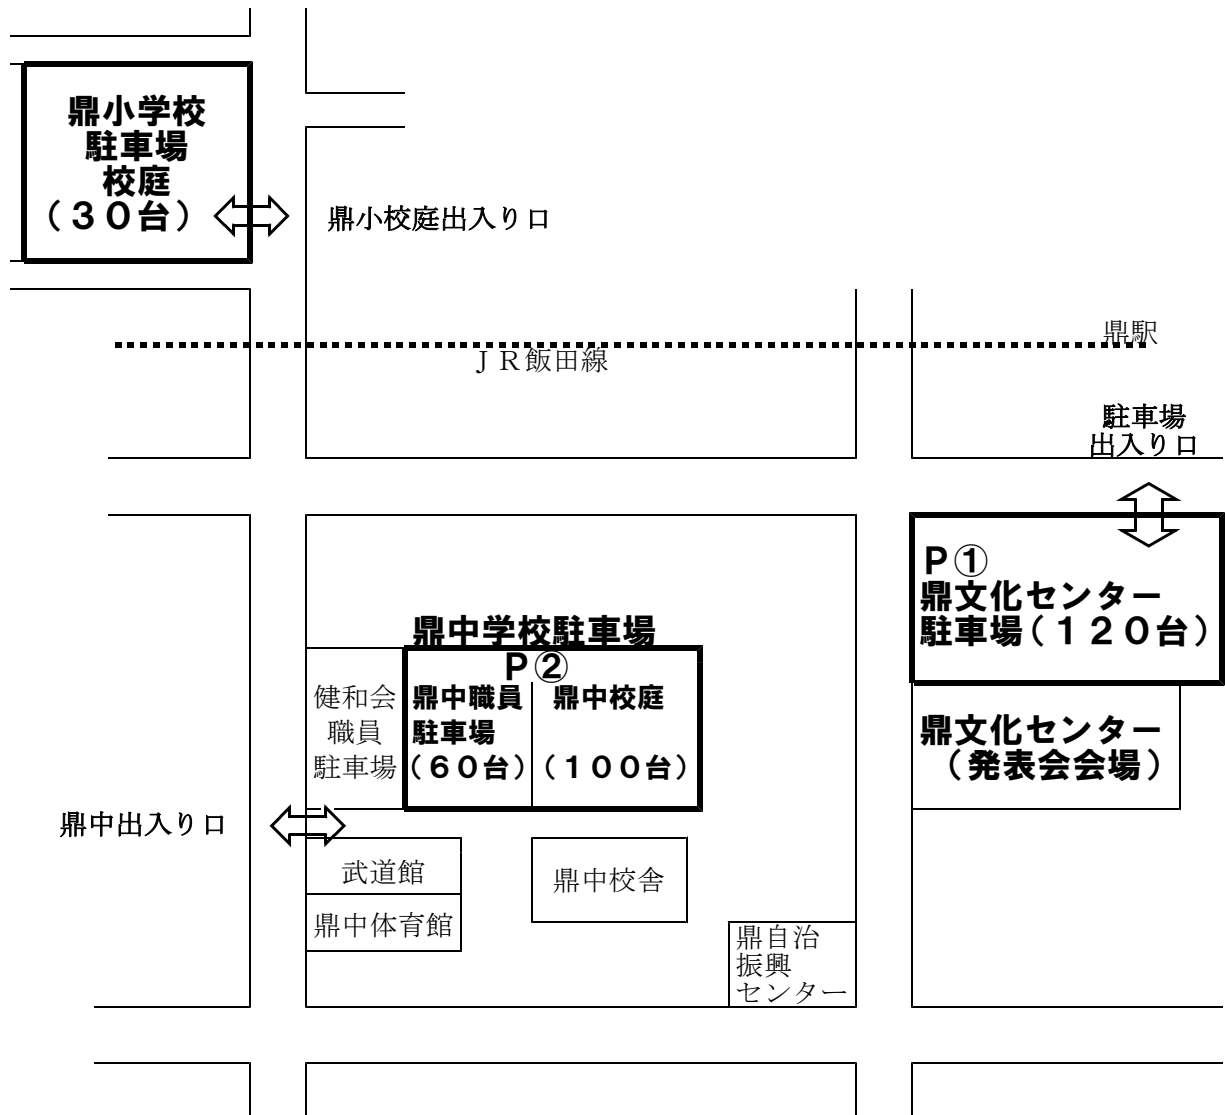 鼎小学校
駐車場
校庭
（３０台）
鼎小校庭出入り口
鼎駅
ＪＲ飯田線
駐車場
出入り口
Ｐ①
鼎文化センター
駐車場（１２０台）
鼎中学校駐車場
Ｐ②
健和会
職員
駐車場
鼎中職員
駐車場
（６０台）
鼎中校庭
（１００台）
鼎文化センター
（発表会会場）
鼎中出入り口
武道館
鼎中体育館
鼎中校舎
鼎自治
振興
センター